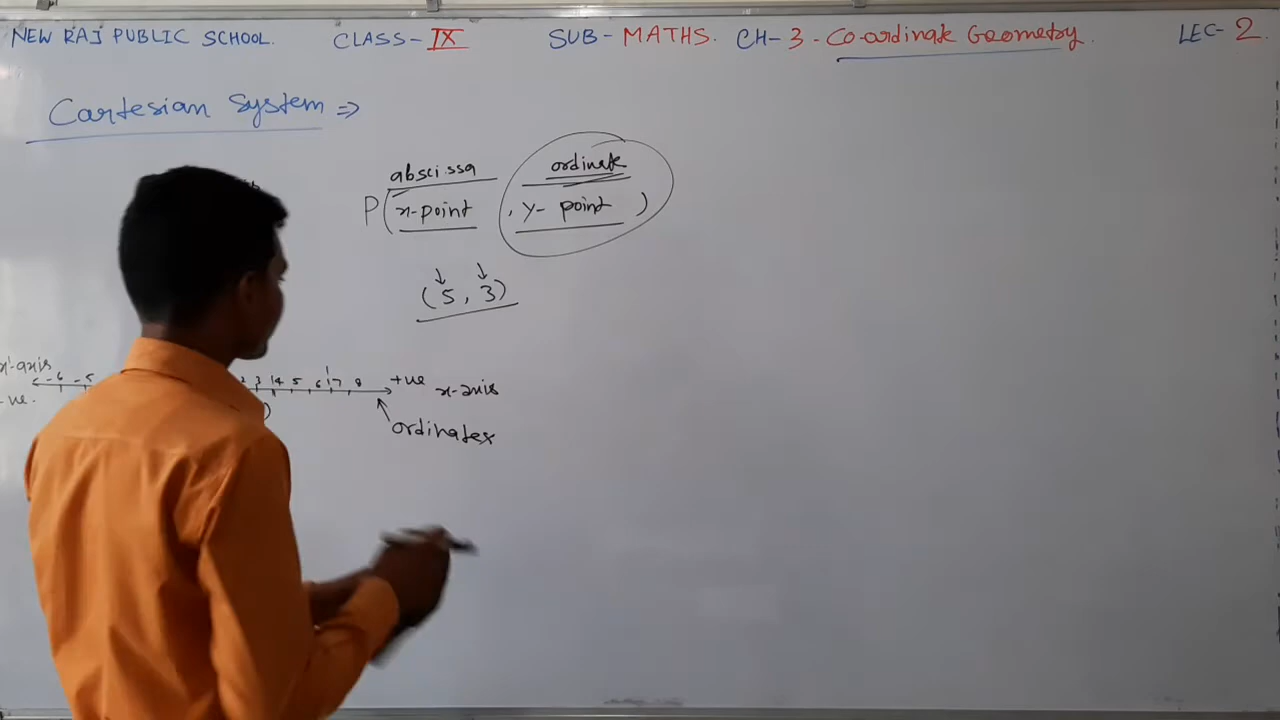 NEW RAJ PUBLIC SCHOOL. CLASS - IX SUB - MATHS. CH- 3 - Co-ordinate Geometry. LEC- 2.
Cartesian System ⇒
abscissa ordinate
P(x-point , y- point )
(5, 3)
x'-axis
-6 -5 2 3 4 5 6 7 8 +ve x-axis
-ve.
ordinatex